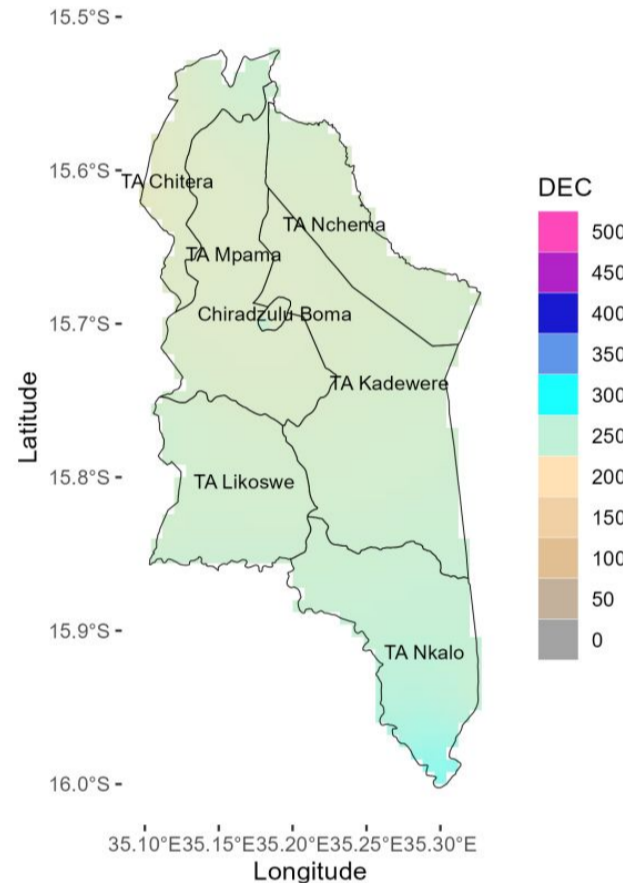 15.5°S
15.6°S
15.7°S
15.8°S
15.9°S
16.0°S
Latitude
TA Chitera
TA Nchema
TA Mpama
Chiradzulu Boma
TA Kadewere
TA Likoswe
TA Nkalo
35.10°E35.15°E35.20°E35.25°E35.30°E
Longitude
DEC
500
450
400
350
300
250
200
150
100
50
0